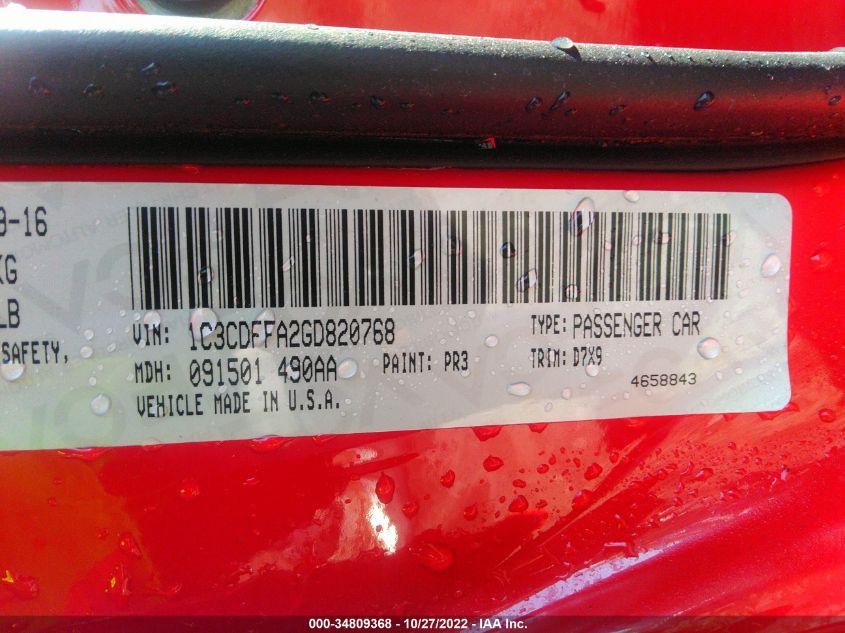 9-16
KG
LB
SAFETY,
VIN: 1C3CDFFA2GD820768
TYPE: PASSENGER CAR
MDH: 091501 490AA
PAINT: PR3
TRIM: D7X9
VEHICLE MADE IN U.S.A.
4658843
000-34809368 - 10/27/2022 - IAA Inc.